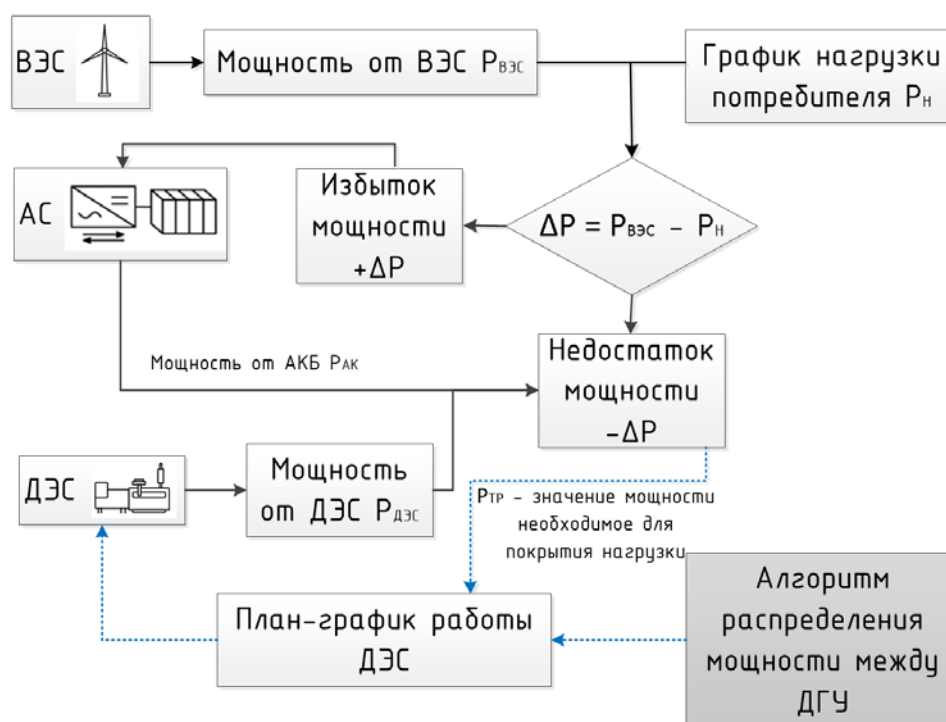 ВЭС
Мощность от ВЭС PВЭС
График нагрузки
потребителя PН
АС
Избыток
мощности
+ΔP
ΔP = PВЭС - PН
Мощность от АКБ PАК
Недостаток
мощности
-ΔP
ДЭС
Мощность
от ДЭС PДЭС
PТР - значение мощности
необходимое для
покрытия нагрузки
План-график работы
ДЭС
Алгоритм
распределения
мощности между
ДГУ